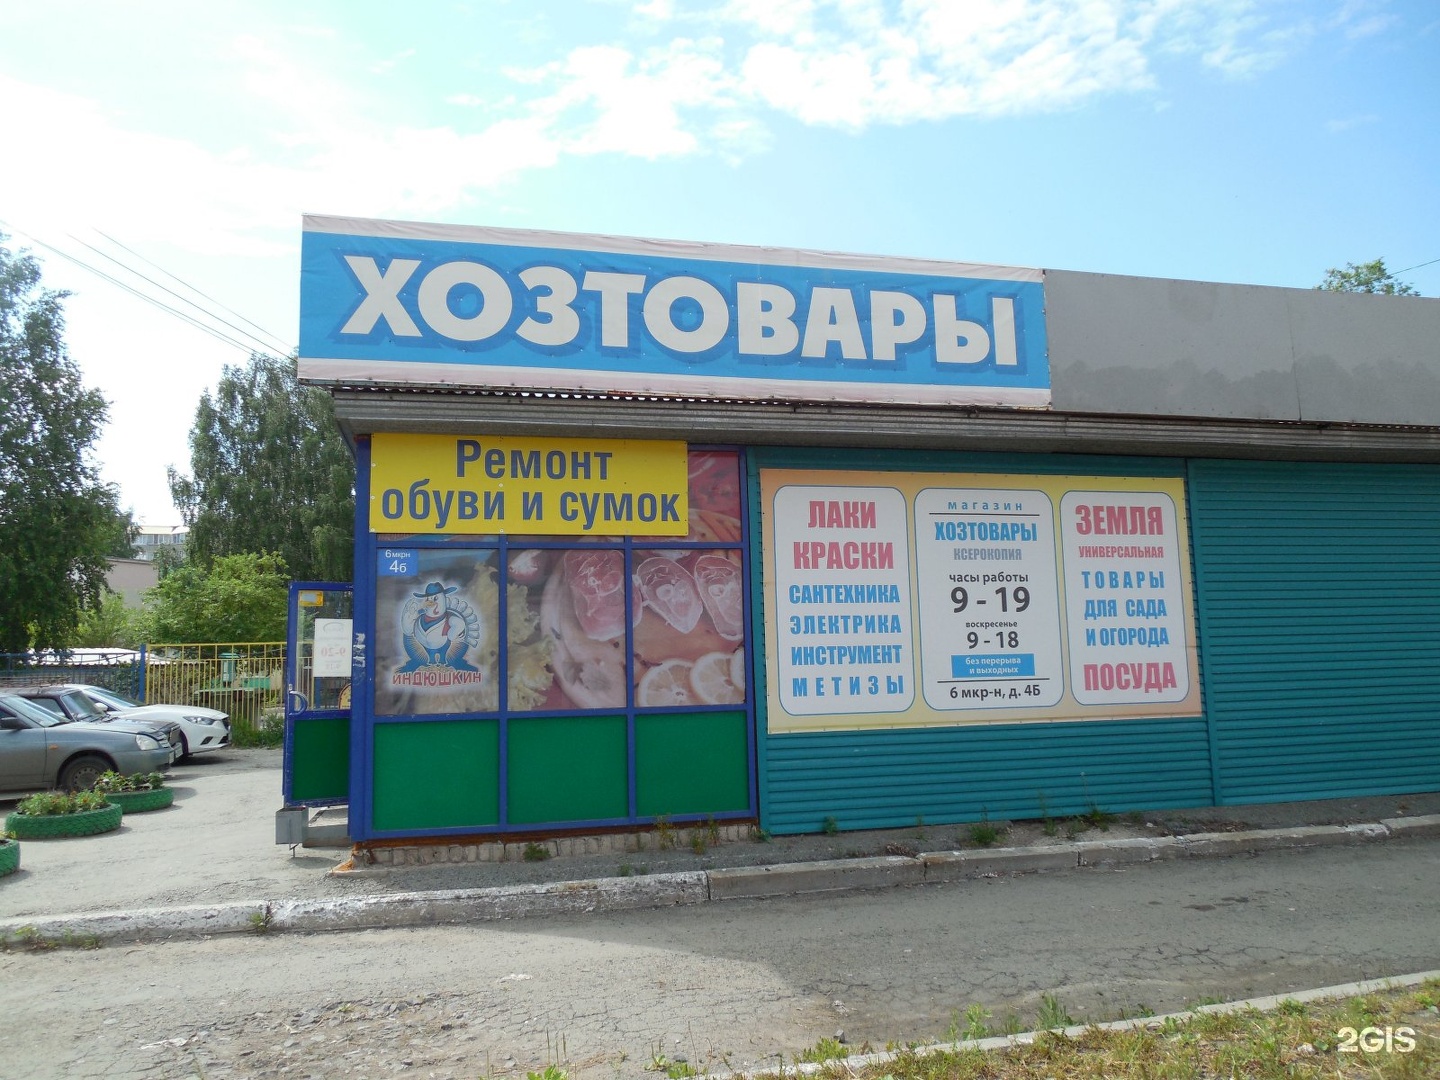 ХОЗТОВАРЫ
Ремонт
обуви и сумок
6 мкрн
4б
ИНДЮШКИН
9-20
ЛАКИ
КРАСКИ
САНТЕХНИКА
ЭЛЕКТРИКА
ИНСТРУМЕНТ
МЕТИЗЫ
магазин
ХОЗТОВАРЫ
КСЕРОКОПИЯ
часы работы
9 - 19
воскресенье
9 - 18
без перерыва
и выходных
6 мкр-н, д. 4Б
ЗЕМЛЯ
УНИВЕРСАЛЬНАЯ
ТОВАРЫ
ДЛЯ САДА
И ОГОРОДА
ПОСУДА
2GIS